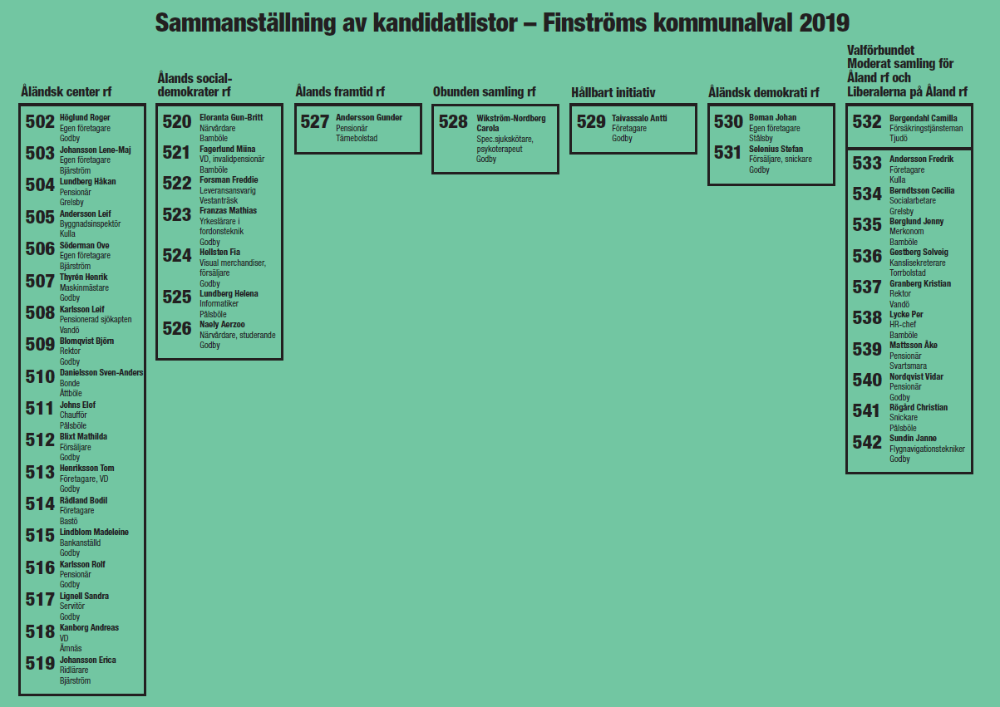 Sammanställning av kandidatlistor – Finströms kommunalval 2019
Åländsk center rf
502 Höglund Roger
Egen företagare
Godby
503 Johansson Lene-Maj
Egen företagare
Bjärström
504 Lundberg Håkan
Pensionär
Grelsby
505 Andersson Leif
Byggnadsinspektör
Kulla
506 Söderman Ove
Egen företagare
Bjärström
507 Thyrén Henrik
Maskinmästare
Godby
508 Karlsson Leif
Pensionerad sjökapten
Vandö
509 Blomqvist Björn
Rektor
Godby
510 Danielsson Sven-Anders
Bonde
Attböle
511 Johns Elof
Chaufför
Pålsböle
512 Blixt Mathilda
Försäljare
Godby
513 Henriksson Tom
Företagare, VD
Godby
514 Rådland Bodil
Företagare
Bastö
515 Lindblom Madeleine
Bankanställd
Godby
516 Karlsson Rolf
Pensionär
Godby
517 Lignell Sandra
Servitör
Godby
518 Kanborg Andreas
VD
Ämnäs
519 Johansson Erica
Ridlärare
Bjärström
Ålands social-
demokrater rf
520 Eloranta Gun-Britt
Närvårdare
Bamböle
521 Fagerlund Miina
VD, invalidpensionär
Bamböle
522 Forsman Freddie
Leveransansvarig
Vestanträsk
523 Franzas Mathias
Yrkeslärare i
fordonsteknik
Godby
524 Hellsten Fia
Visual merchandiser,
försäljare
Godby
525 Lundberg Helena
Informatiker
Pålsböle
526 Naely Aerzoo
Närvårdare, studerande
Godby
Ålands framtid rf
527 Andersson Gunder
Pensionär
Tärnebolstad
Obunden samling rf
528 Wikström-Nordberg
Carola
Spec.sjukskötare,
psykoterapeut
Godby
Hållbart initiativ
529 Taivassalo Antti
Företagare
Godby
Åländsk demokrati rf
530 Boman Johan
Egen företagare
Stålsby
531 Selenius Stefan
Försäljare, snickare
Godby
Valförbundet
Moderat samling för
Åland rf och
Liberalerna på Åland rf
532 Bergendahl Camilla
Försäkringstjänsteman
Tjudö
533 Andersson Fredrik
Företagare
Kulla
534 Berndtsson Cecilia
Socialarbetare
Grelsby
535 Berglund Jenny
Merkonom
Bamböle
536 Gestberg Solveig
Kanslisekreterare
Torrbolstad
537 Granberg Kristian
Rektor
Vandö
538 Lycke Per
HR-chef
Bamböle
539 Mattsson Åke
Pensionär
Svartsmara
540 Nordqvist Vidar
Pensionär
Godby
541 Rögård Christian
Snickare
Pålsböle
542 Sundin Janne
Flygnavigationstekniker
Godby